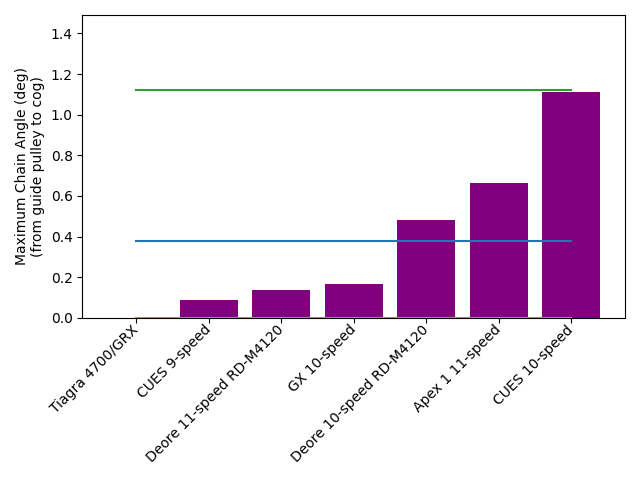 Maximum Chain Angle (deg)
(from guide pulley to cog)
1.4
1.2
1.0
0.8
0.6
0.4
0.2
0.0
Tiagra 4700/GRX
CUES 9-speed
Deore 11-speed RD-M4120
GX 10-speed
Deore 10-speed RD-M4120
Apex 1 11-speed
CUES 10-speed